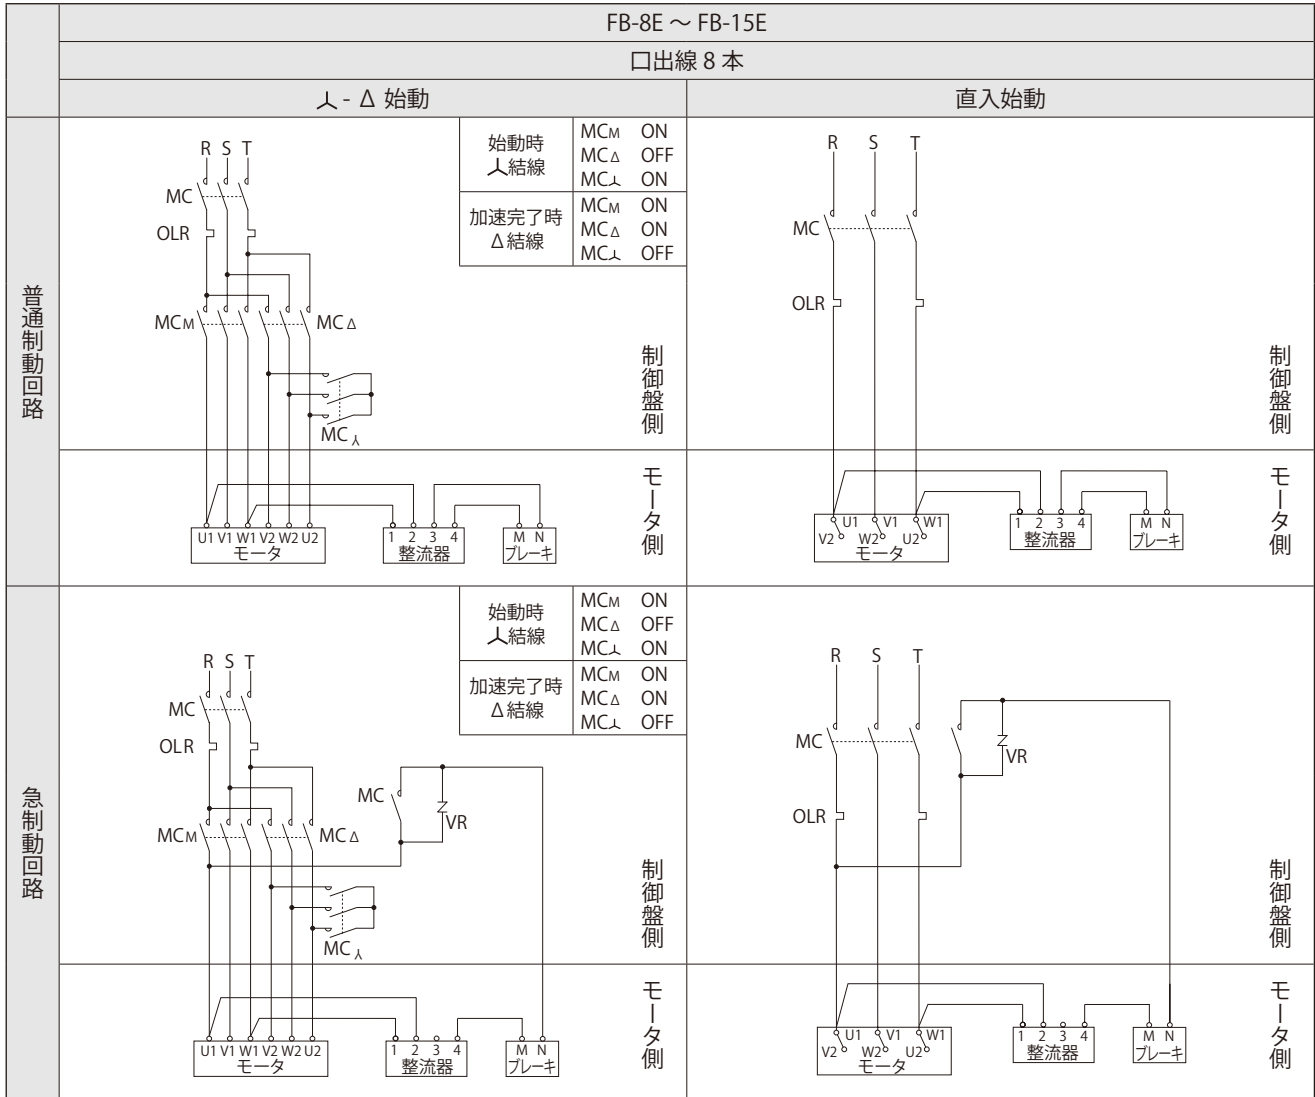 FB-8E ～ FB-15E
口出線 8 本
人 - Δ 始動
直入始動
普通制動回路
R S T
MC
OLR
MCM
MCΔ
MC人
始動時
人結線
MCM ON
MCΔ OFF
MC人 ON
加速完了時
Δ結線
MCM ON
MCΔ ON
MC人 OFF
制御盤側
モータ側
U1 V1 W1 V2 W2 U2
モータ
1 2 3 4
整流器
M N
ブレーキ
R S T
MC
OLR
制御盤側
モータ側
U1 V1 W1
V2 W2 U2
モータ
1 2 3 4
整流器
M N
ブレーキ
急制動回路
R S T
MC
OLR
MC
VR
MCM
MCΔ
MC人
始動時
人結線
MCM ON
MCΔ OFF
MC人 ON
加速完了時
Δ結線
MCM ON
MCΔ ON
MC人 OFF
制御盤側
モータ側
U1 V1 W1 V2 W2 U2
モータ
1 2 3 4
整流器
M N
ブレーキ
R S T
MC
VR
OLR
制御盤側
モータ側
U1 V1 W1
V2 W2 U2
モータ
1 2 3 4
整流器
M N
ブレーキ